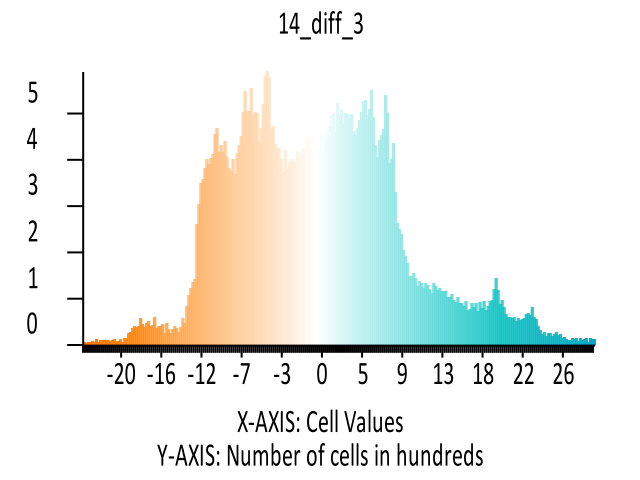 14_diff_3
5
4
3
2
1
0
-20 -16 -12 -7 -3 0 5 9 13 18 22 26
X-AXIS: Cell Values
Y-AXIS: Number of cells in hundreds